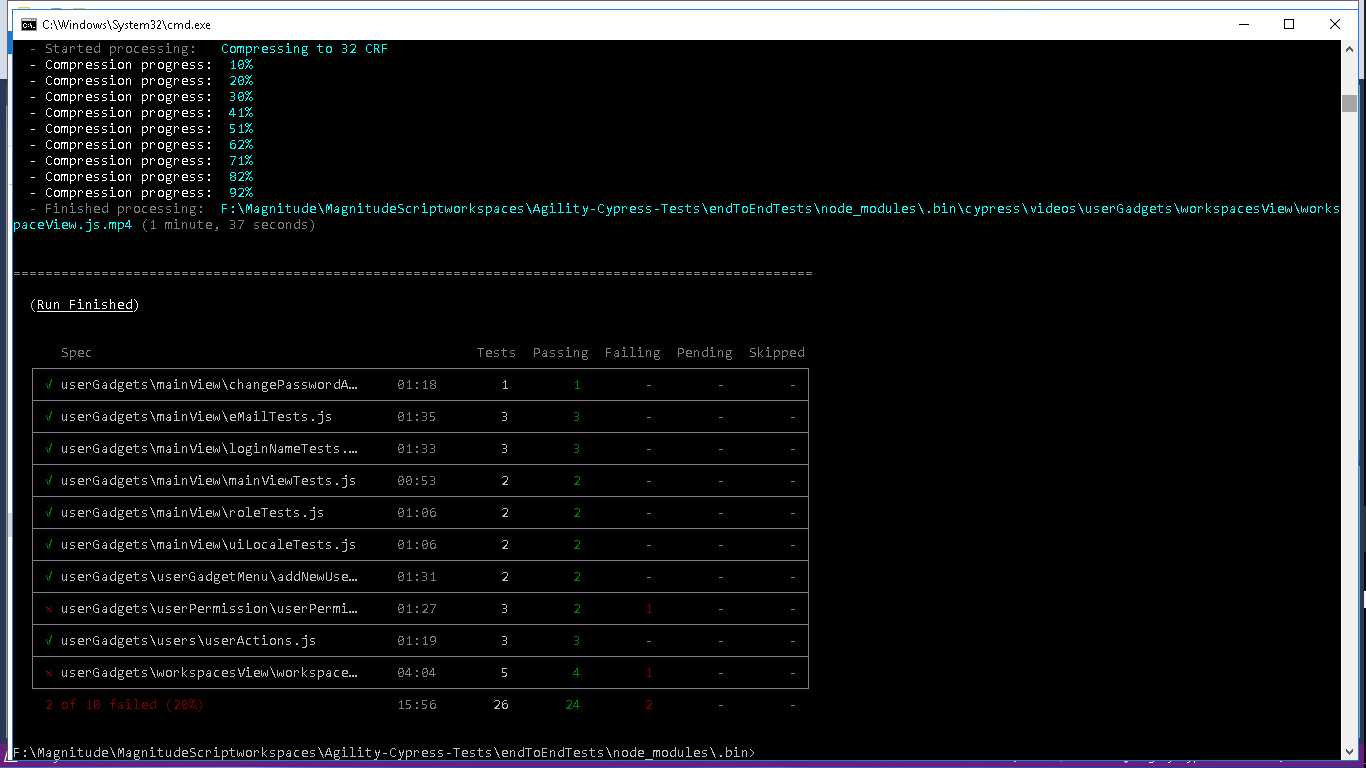 C:\Windows\System32\cmd.exe
- Started processing: Compressing to 32 CRF
- Compression progress: 10%
- Compression progress: 20%
- Compression progress: 30%
- Compression progress: 41%
- Compression progress: 51%
- Compression progress: 62%
- Compression progress: 71%
- Compression progress: 82%
- Compression progress: 92%
- Finished processing: F:\Magnitude\MagnitudeScriptworkspaces\Agility-Cypress-Tests\endToEndTests\node_modules\.bin\cypress\videos\userGadgets\workspacesView\works
paceView.js.mp4 (1 minute, 37 seconds)
====================================================================================================
(Run Finished)
Spec Tests Passing Failing Pending Skipped
√ userGadgets\mainView\changePasswordA… 01:18 1 1 - - -
√ userGadgets\mainView\eMailTests.js 01:35 3 3 - - -
√ userGadgets\mainView\loginNameTests.… 01:33 3 3 - - -
√ userGadgets\mainView\mainViewTests.js 00:53 2 2 - - -
√ userGadgets\mainView\roleTests.js 01:06 2 2 - - -
√ userGadgets\mainView\uiLocaleTests.js 01:06 2 2 - - -
√ userGadgets\userGadgetMenu\addNewUse… 01:31 2 2 - - -
× userGadgets\userPermission\userPermi… 01:27 3 2 1 - -
√ userGadgets\users\userActions.js 01:19 3 3 - - -
× userGadgets\workspacesView\workspace… 04:04 5 4 1 - -
2 of 10 failed (20%) 15:56 26 24 2 - -
F:\Magnitude\MagnitudeScriptworkspaces\Agility-Cypress-Tests\endToEndTests\node_modules\.bin>